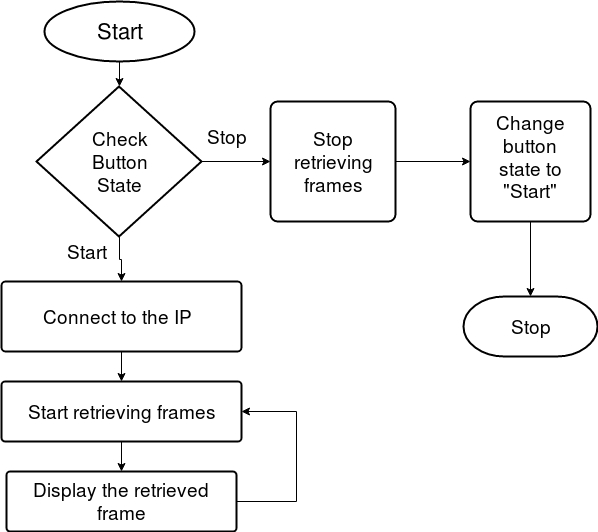 Start
Check
Button
State
Stop
Stop
retrieving
frames
Change
button
state to
"Start"
Stop
Start
Connect to the IP
Start retrieving frames
Display the retrieved
frame